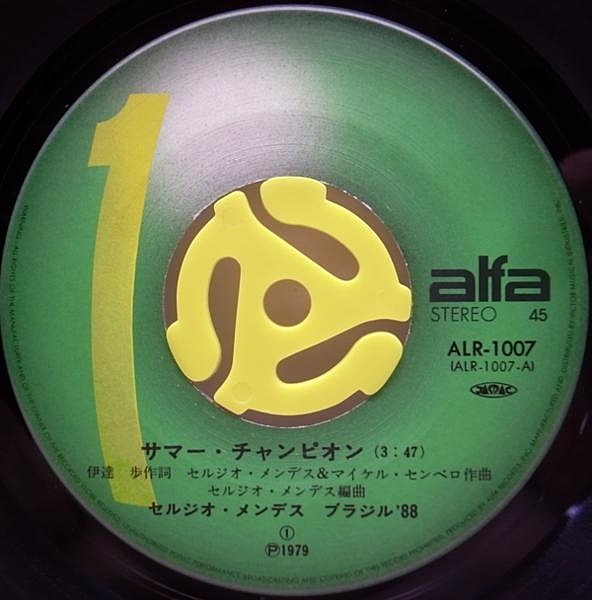 1
alfa
STEREO 45
ALR-1007
(ALR-1007-A)
JASRAC
サマー・チャンピオン (3:47)
伊達 歩作詞 セルジオ・メンデス&マイケル・センベロ作曲
セルジオ・メンデス編曲
セルジオ・メンデス ブラジル'88
①
Ⓟ1979